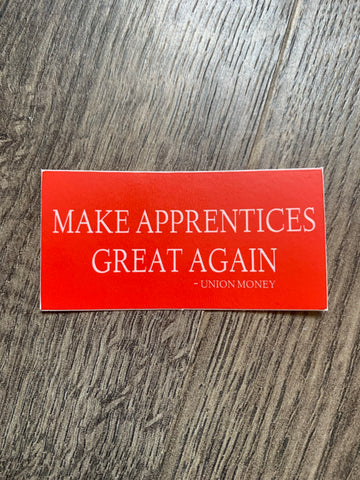 MAKE APPRENTICES
GREAT AGAIN
- UNION MONEY